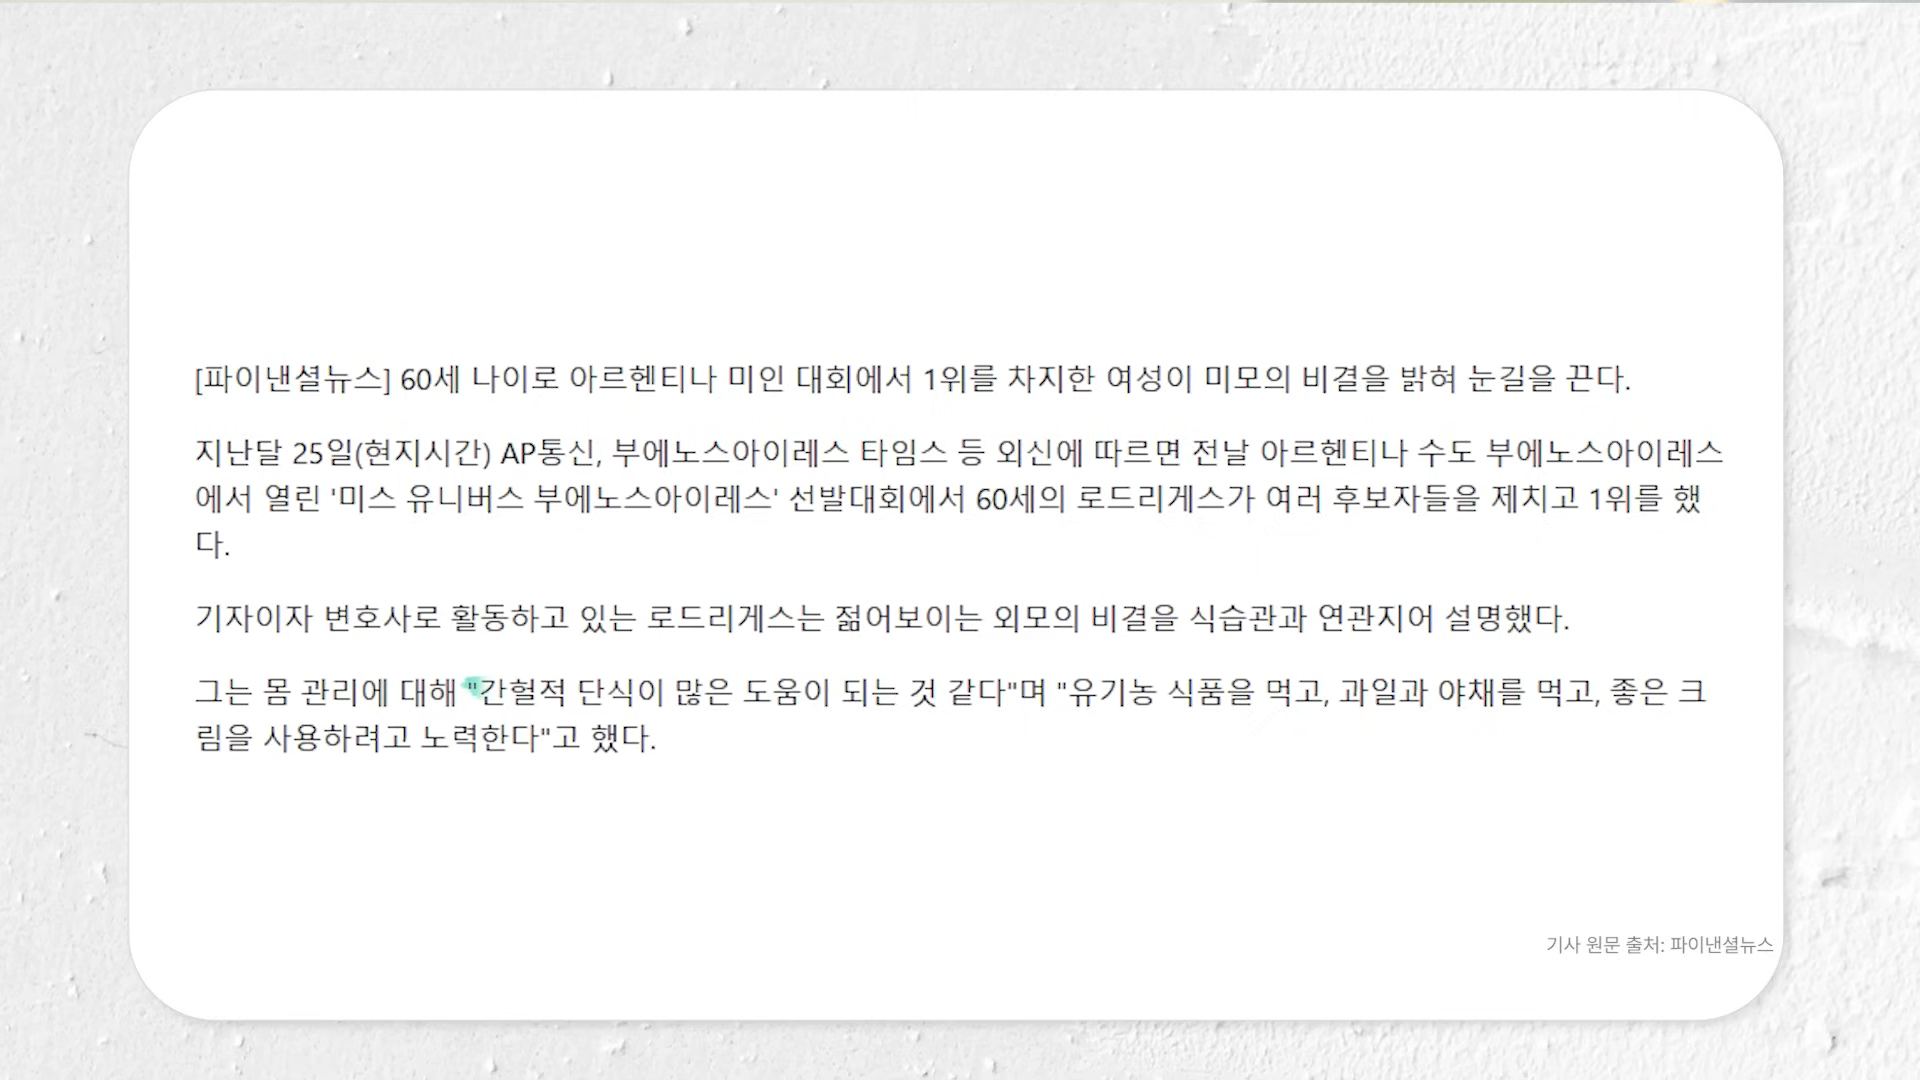 [파이낸셜뉴스] 60세 나이로 아르헨티나 미인 대회에서 1위를 차지한 여성이 미모의 비결을 밝혀 눈길을 끈다.
지난달 25일(현지시간) AP통신, 부에노스아이레스 타임스 등 외신에 따르면 전날 아르헨티나 수도 부에노스아이레스
에서 열린 '미스 유니버스 부에노스아이레스' 선발대회에서 60세의 로드리게스가 여러 후보자들을 제치고 1위를 했
다.
기자이자 변호사로 활동하고 있는 로드리게스는 젊어보이는 외모의 비결을 식습관과 연관지어 설명했다.
그는 몸 관리에 대해 "간헐적 단식이 많은 도움이 되는 것 같다"며 "유기농 식품을 먹고, 과일과 야채를 먹고, 좋은 크
림을 사용하려고 노력한다"고 했다.
기사 원문 출처: 파이낸셜뉴스